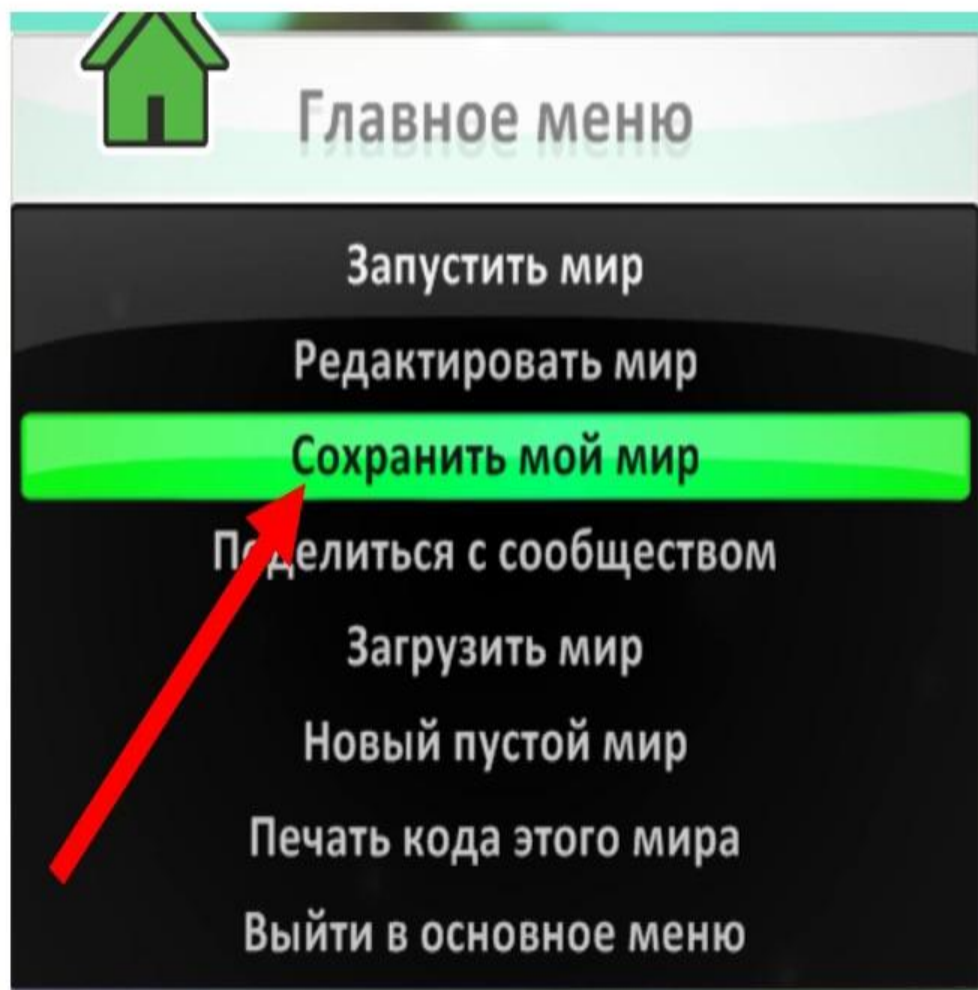 Главное меню
Запустить мир
Редактировать мир
Сохранить мой мир
Поделиться с сообществом
Загрузить мир
Новый пустой мир
Печать кода этого мира
Выйти в основное меню